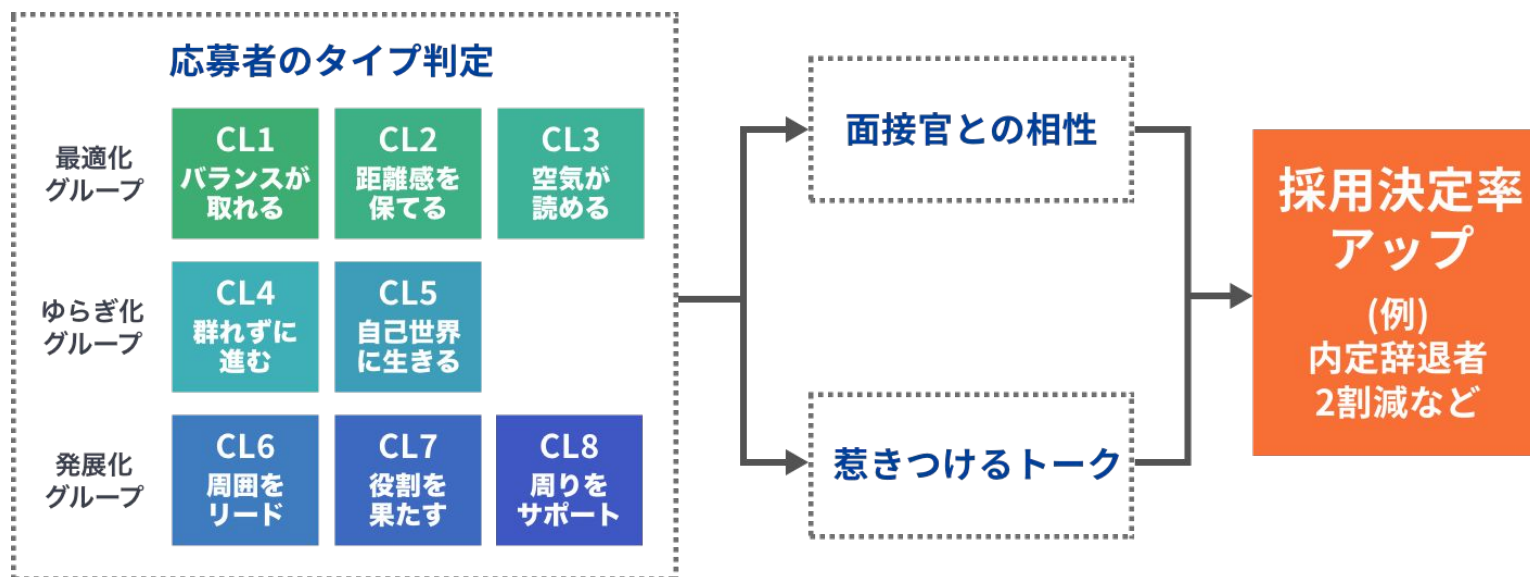 応募者のタイプ判定
最適化
グループ
CL1
バランスが
取れる
CL2
距離感を
保てる
CL3
空気が
読める
ゆらぎ化
グループ
CL4
群れずに
進む
CL5
自己世界
に生きる
発展化
グループ
CL6
周囲を
リード
CL7
役割を
果たす
CL8
周りを
サポート
面接官との相性
惹きつけるトーク
採用決定率
アップ
(例)
内定辞退者
2割減など